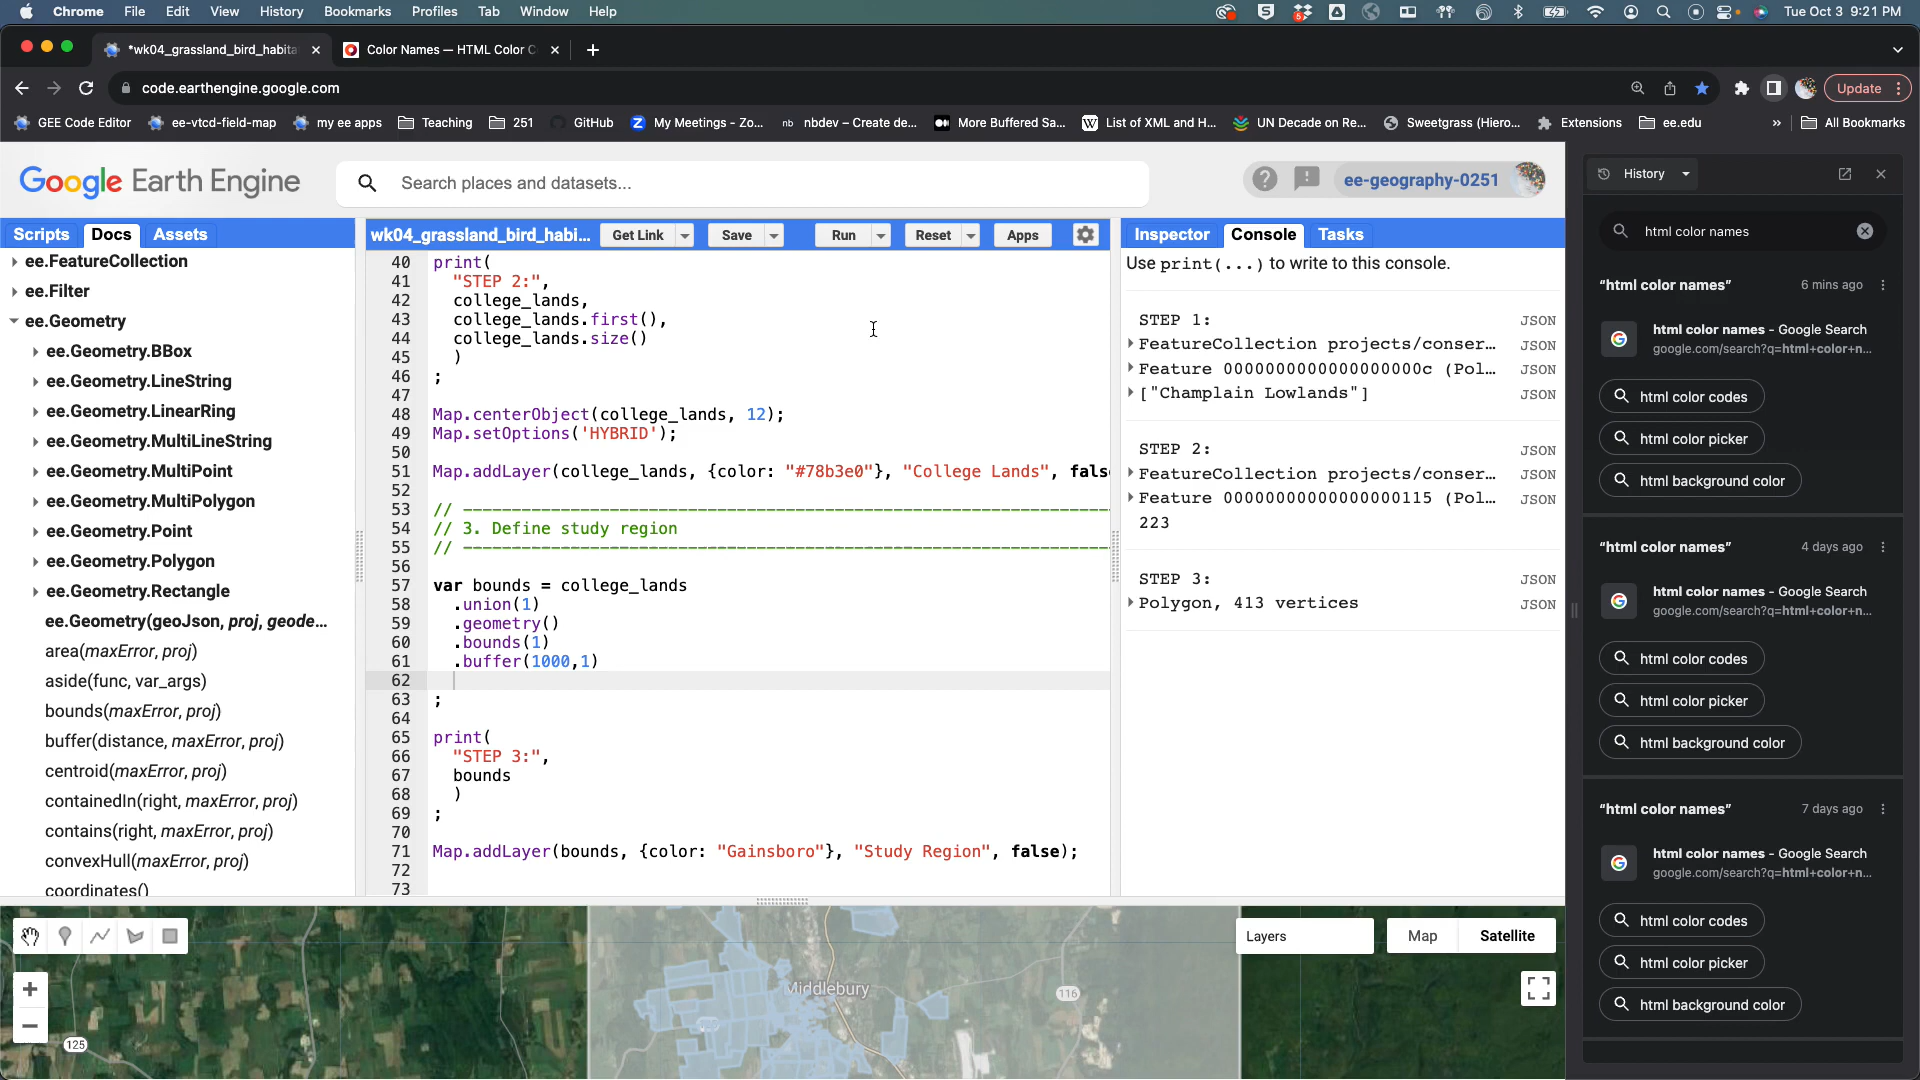 Chrome File Edit View History Bookmarks Profiles Tab Window Help
5
Tue Oct 3 9:21 PM
*wk04_grassland_bird_habita
Color Names — HTML Color C
code.earthengine.google.com
Update
GEE Code Editor
ee-vtcd-field-map
my ee apps
Teaching
251
GitHub
My Meetings - Zo...
nb nbdev – Create de...
More Buffered Sa...
List of XML and H...
UN Decade on Re...
Sweetgrass (Hiero...
Extensions
ee.edu
»
All Bookmarks
Google Earth Engine
Search places and datasets...
ee-geography-0251
Scripts Docs Assets
ee.FeatureCollection
ee.Filter
ee.Geometry
ee.Geometry.BBox
ee.Geometry.LineString
ee.Geometry.LinearRing
ee.Geometry.MultiLineString
ee.Geometry.MultiPoint
ee.Geometry.MultiPolygon
ee.Geometry.Point
ee.Geometry.Polygon
ee.Geometry.Rectangle
ee.Geometry(geoJson, proj, geode...
area(maxError, proj)
aside(func, var_args)
bounds(maxError, proj)
buffer(distance, maxError, proj)
centroid(maxError, proj)
containedIn(right, maxError, proj)
contains(right, maxError, proj)
convexHull(maxError, proj)
coordinates()
wk04_grassland_bird_habi...
Get Link
Save
Run
Reset
Apps
40 print(
41 "STEP 2:",
42 college_lands,
43 college_lands.first(),
44 college_lands.size()
45 )
46 ;
47
48 Map.centerObject(college_lands, 12);
49 Map.setOptions('HYBRID');
50
51 Map.addLayer(college_lands, {color: "#78b3e0"}, "College Lands", fals
52
53 // ----------------------------------------------------------------
54 // 3. Define study region
55 // ----------------------------------------------------------------
56
57 var bounds = college_lands
58 .union(1)
59 .geometry()
60 .bounds(1)
61 .buffer(1000,1)
62
63 ;
64
65 print(
66 "STEP 3:",
67 bounds
68 )
69 ;
70
71 Map.addLayer(bounds, {color: "Gainsboro"}, "Study Region", false);
72
73
Inspector Console Tasks
Use print(...) to write to this console.
STEP 1: JSON
FeatureCollection projects/conser... JSON
Feature 0000000000000000000c (Pol... JSON
["Champlain Lowlands"] JSON
STEP 2: JSON
FeatureCollection projects/conser... JSON
Feature 00000000000000000115 (Pol... JSON
223
STEP 3: JSON
Polygon, 413 vertices JSON
History
html color names
"html color names" 6 mins ago
html color names - Google Search
google.com/search?q=html+color+n...
html color codes
html color picker
html background color
"html color names" 4 days ago
html color names - Google Search
google.com/search?q=html+color+n...
html color codes
html color picker
html background color
"html color names" 7 days ago
html color names - Google Search
google.com/search?q=html+color+n...
html color codes
html color picker
html background color
Layers
Map
Satellite
Middlebury
116
125